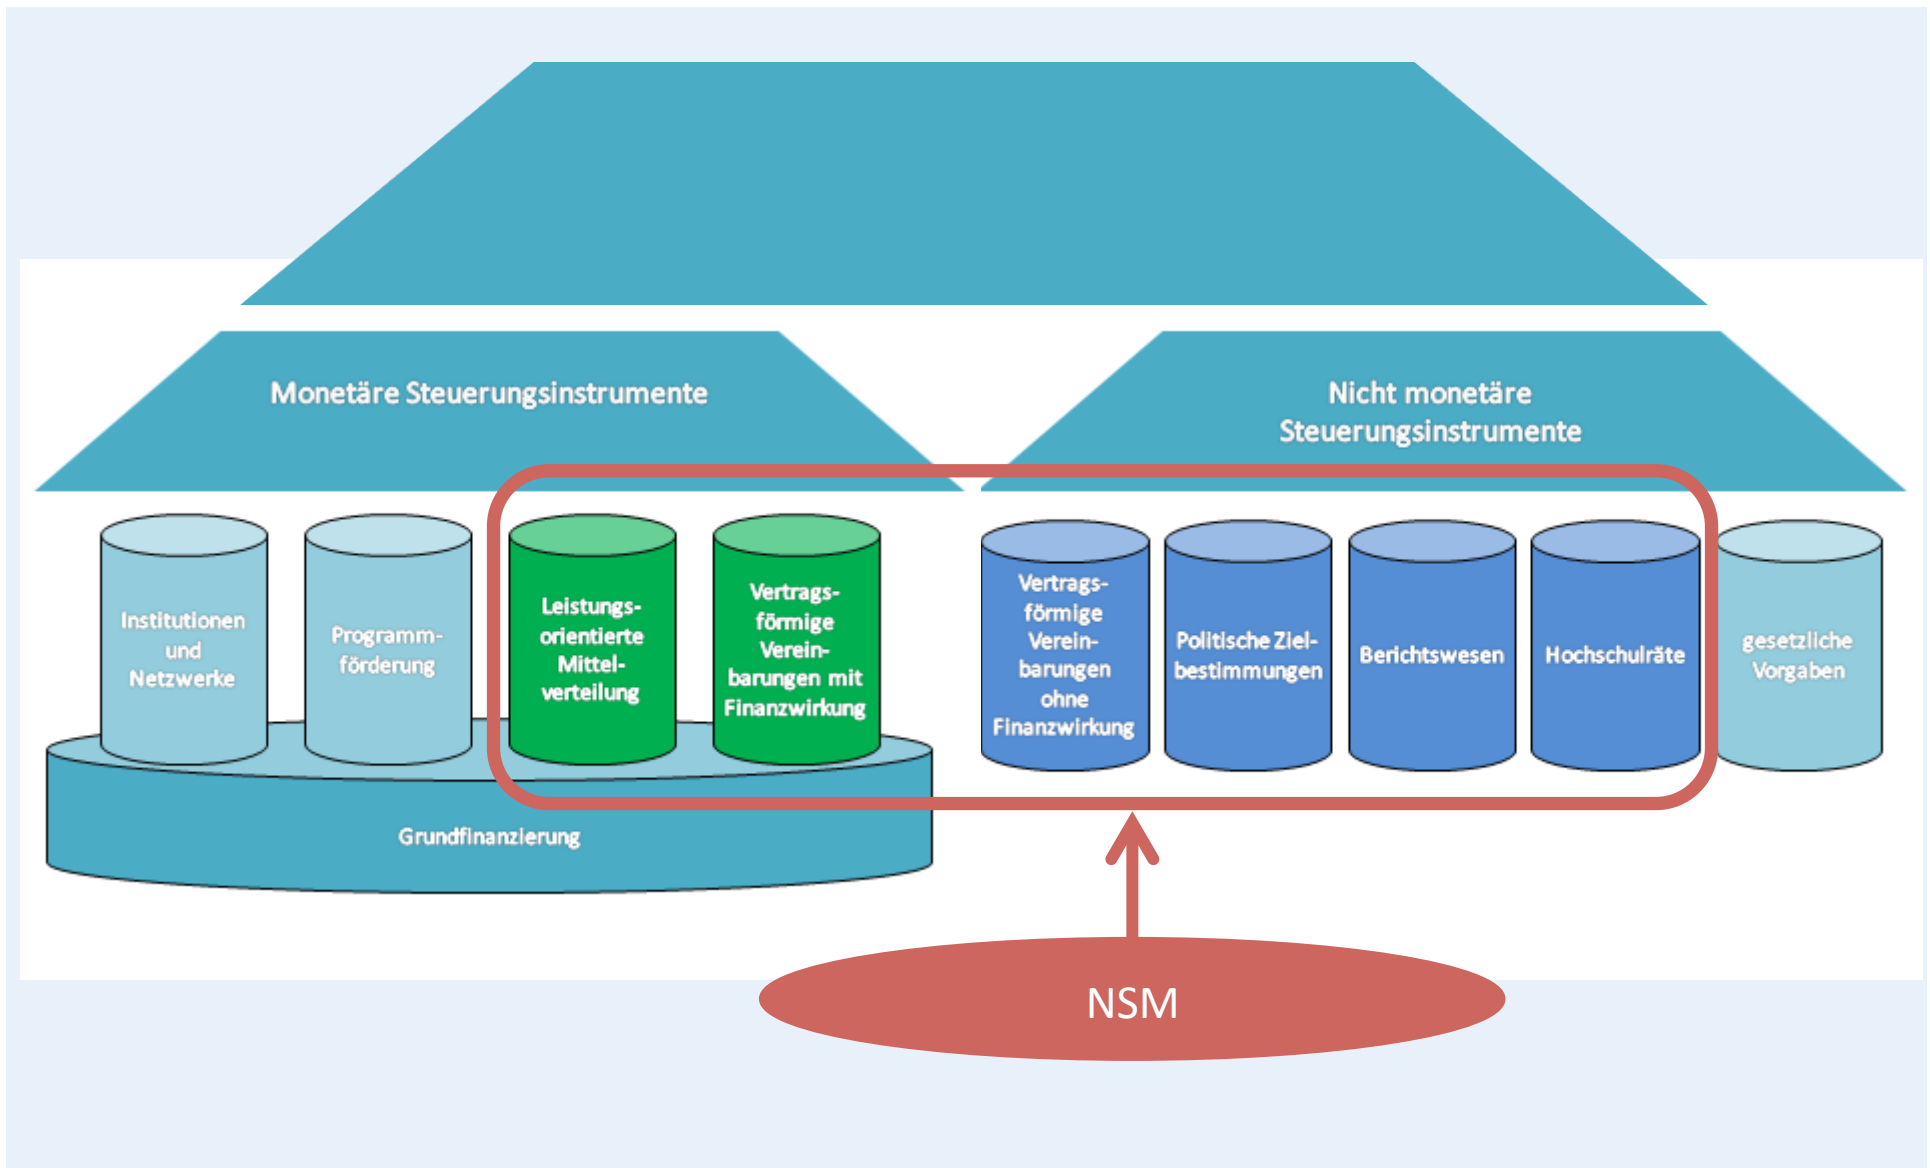 Monetäre Steuerungsinstrumente
Nicht monetäre
Steuerungsinstrumente
Institutionen
und
Netzwerke
Programm-
förderung
Leistungs-
orientierte
Mittel-
verteilung
Vertrags-
förmige
Verein-
barungen mit
Finanzwirkung
Vertrags-
förmige
Verein-
barungen
ohne
Finanzwirkung
Politische Ziel-
bestimmungen
Berichtswesen
Hochschulräte
gesetzliche
Vorgaben
Grundfinanzierung
NSM